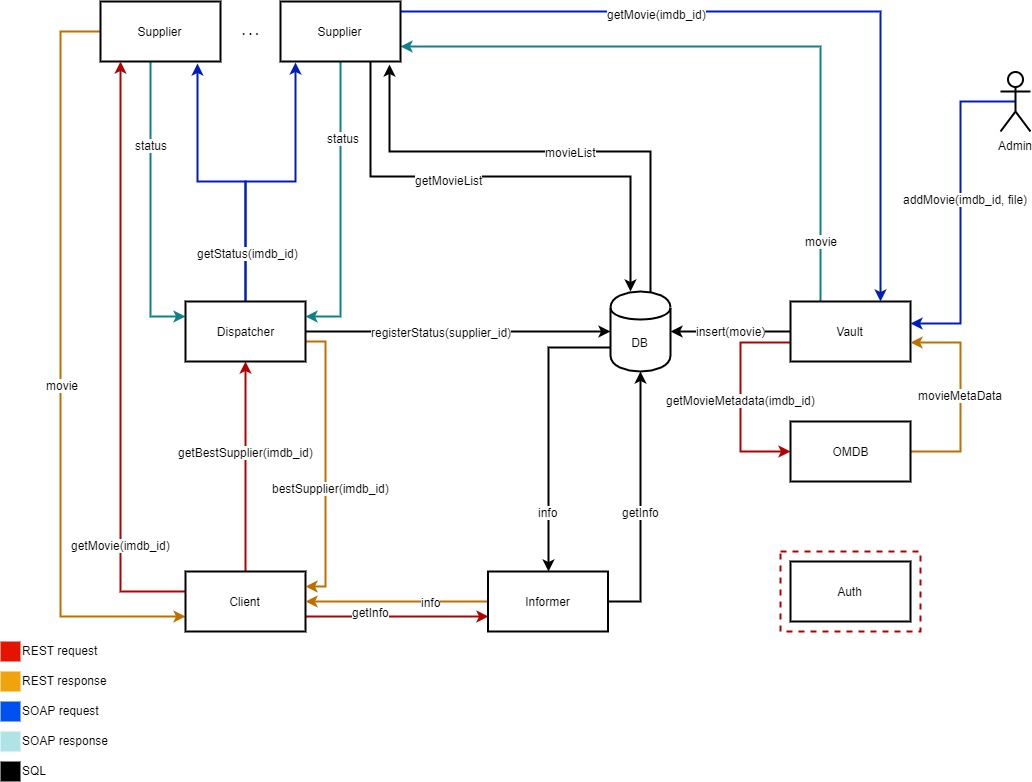 getMovie(imdb_id)
Supplier
. . .
Supplier
status
status
Admin
movieList
getMovieList
addMovie(imdb_id, file)
movie
getStatus(imdb_id)
Dispatcher
registerStatus(supplier_id)
DB
insert(movie)
Vault
movie
getMovieMetadata(imdb_id)
movieMetaData
getBestSupplier(imdb_id)
OMDB
bestSupplier(imdb_id)
info
getInfo
getMovie(imdb_id)
Client
info
getInfo
Informer
Auth
REST request
REST response
SOAP request
SOAP response
SQL